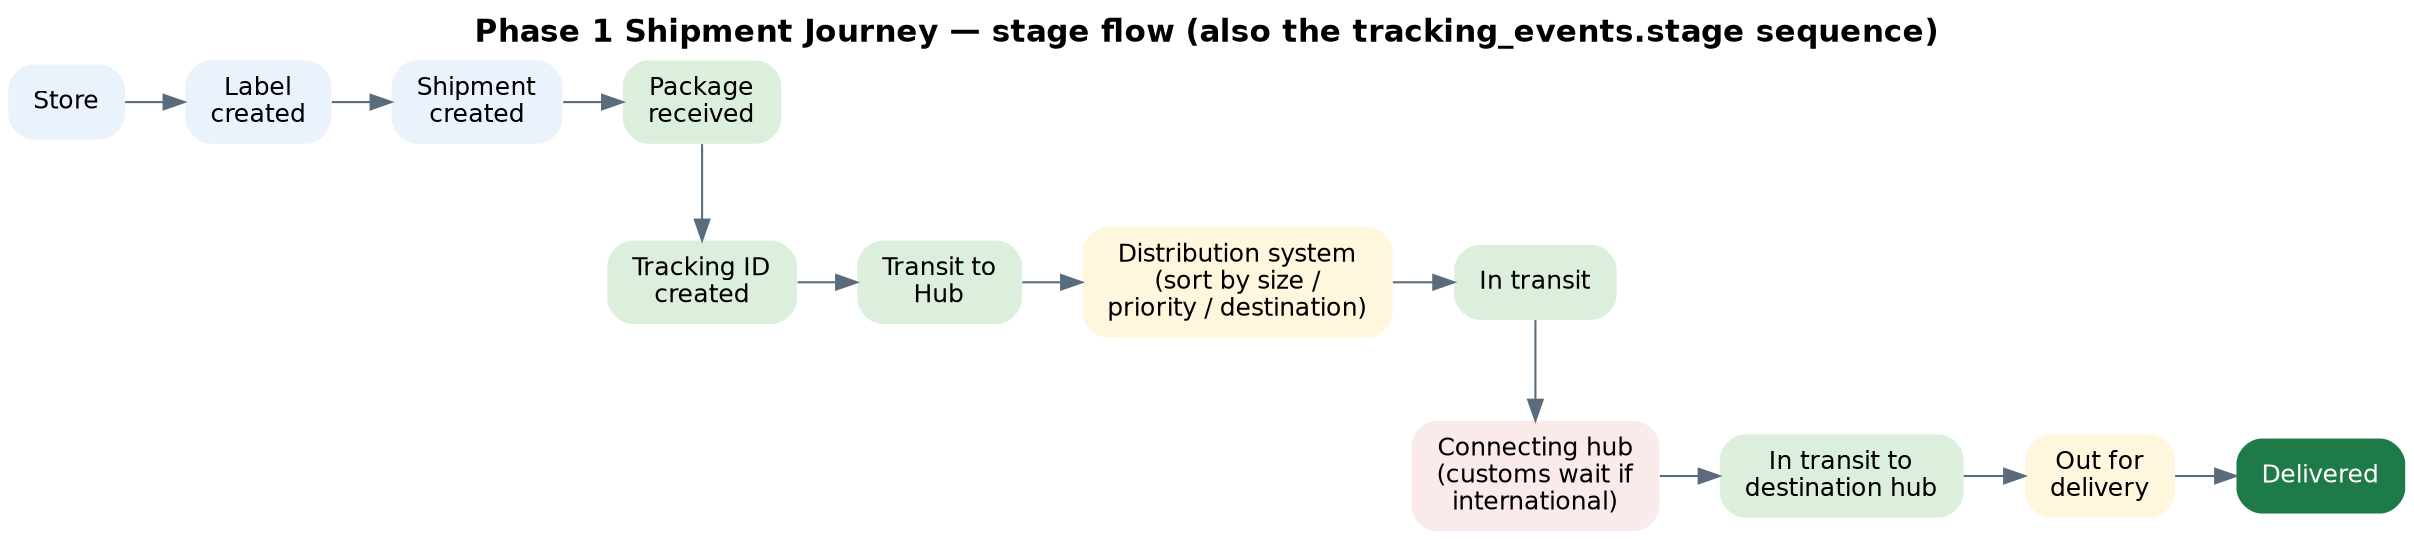 Phase 1 Shipment Journey — stage flow (also the tracking_events.stage sequence)
Store
Label
created
Shipment
created
Package
received
Tracking ID
created
Transit to
Hub
Distribution system
(sort by size /
priority / destination)
In transit
Connecting hub
(customs wait if
international)
In transit to
destination hub
Out for
delivery
Delivered